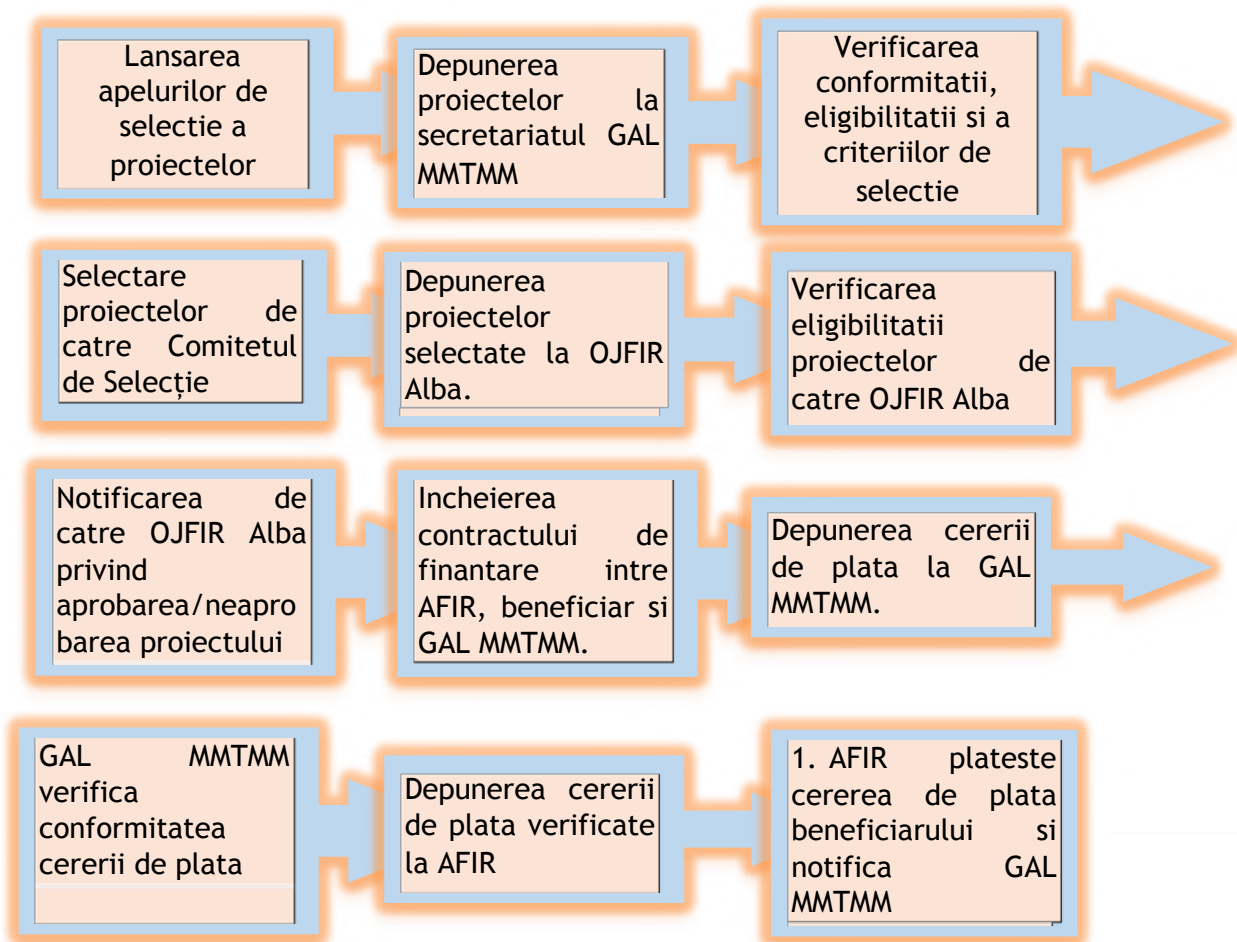 Lansarea
apelurilor de
selectie a
proiectelor
Depunerea
proiectelor la
secretariatul GAL
MMTMM
Verificarea
conformitatii,
eligibilitatii si a
criteriilor de
selectie
Selectare
proiectelor de
catre Comitetul
de Selecție
Depunerea
proiectelor
selectate la OJFIR
Alba.
Verificarea
eligibilitatii
proiectelor de
catre OJFIR Alba
Notificarea de
catre OJFIR Alba
privind
aprobarea/neapro
barea proiectului
Incheierea
contractului de
finantare intre
AFIR, beneficiar si
GAL MMTMM.
Depunerea cererii
de plata la GAL
MMTMM.
GAL MMTMM
verifica
conformitatea
cererii de plata
Depunerea cererii
de plata verificate
la AFIR
1. AFIR plateste
cererea de plata
beneficiarului si
notifica GAL
MMTMM